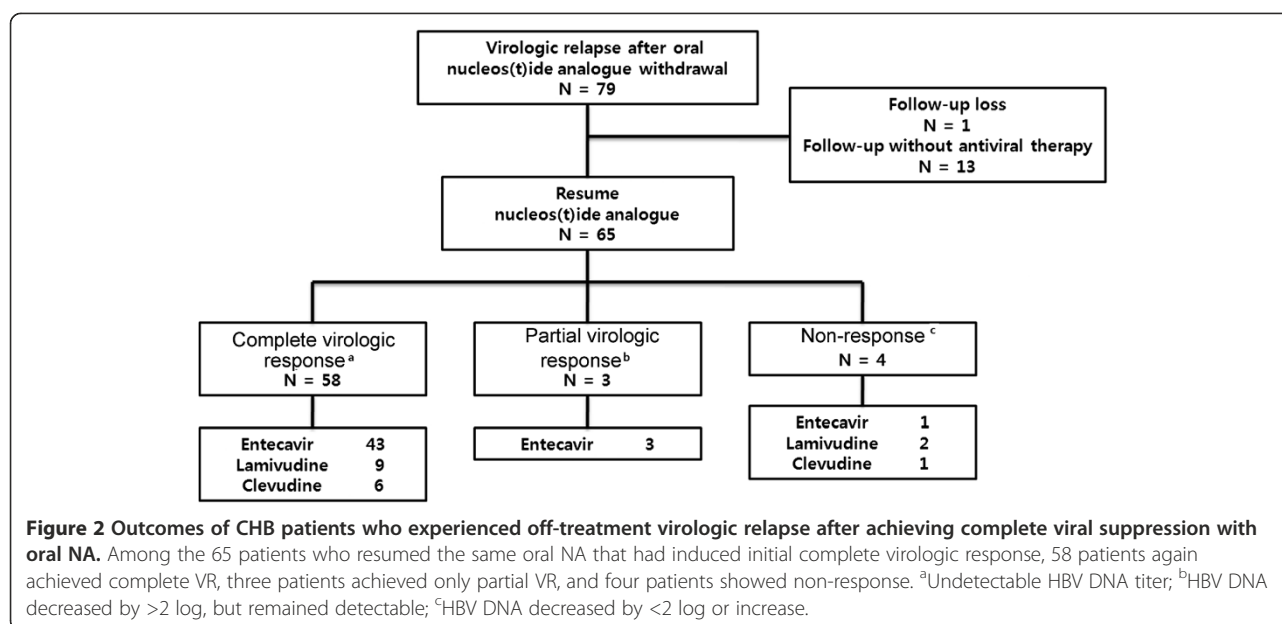 Virologic relapse after oral
nucleos(t)ide analogue withdrawal
N = 79
Follow-up loss
N = 1
Follow-up without antiviral therapy
N = 13
Resume
nucleos(t)ide analogue
N = 65
Complete virologic
response a
N = 58
Partial virologic
response b
N = 3
Non-response c
N = 4
Entecavir 43
Lamivudine 9
Clevudine 6
Entecavir 3
Entecavir 1
Lamivudine 2
Clevudine 1
Figure 2 Outcomes of CHB patients who experienced off-treatment virologic relapse after achieving complete viral suppression with
oral NA. Among the 65 patients who resumed the same oral NA that had induced initial complete virologic response, 58 patients again
achieved complete VR, three patients achieved only partial VR, and four patients showed non-response. aUndetectable HBV DNA titer; bHBV DNA
decreased by >2 log, but remained detectable; cHBV DNA decreased by <2 log or increase.